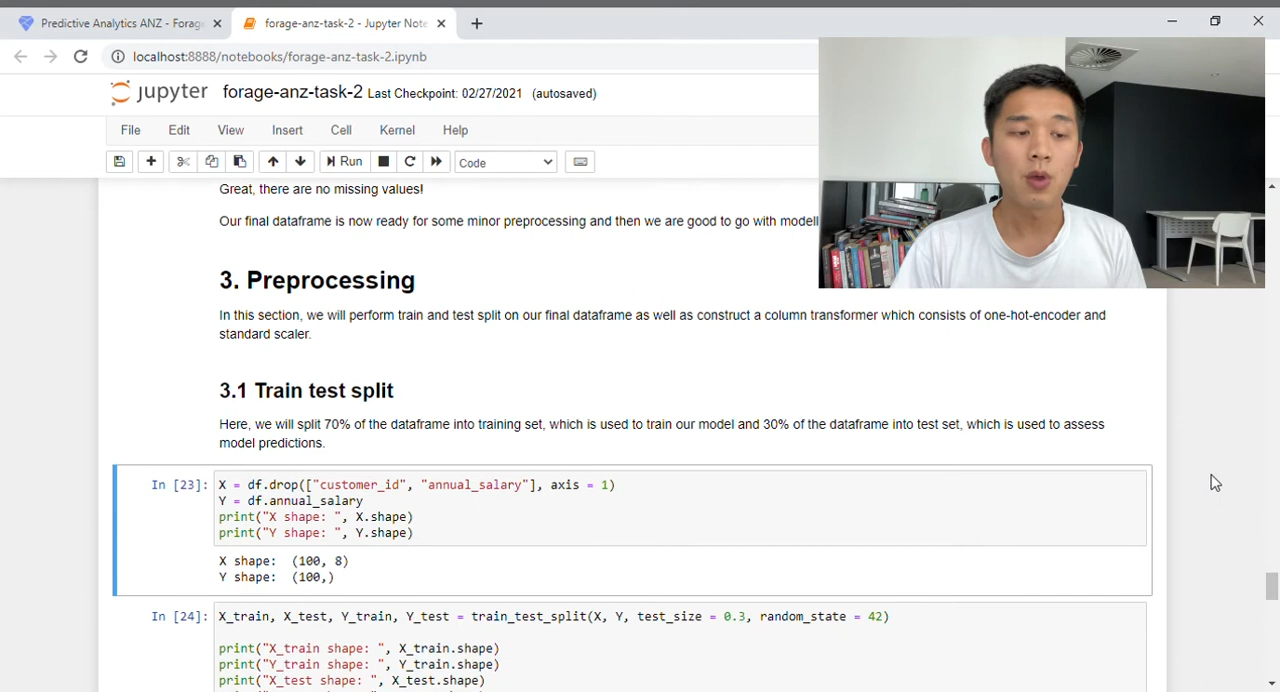 Predictive Analytics ANZ - Forag
forage-anz-task-2 - Jupyter Note
localhost:8888/notebooks/forage-anz-task-2.ipynb
jupyter forage-anz-task-2 Last Checkpoint: 02/27/2021 (autosaved)
File Edit View Insert Cell Kernel Help
Run Code
Great, there are no missing values!
Our final dataframe is now ready for some minor preprocessing and then we are good to go with modell
3. Preprocessing
In this section, we will perform train and test split on our final dataframe as well as construct a column transformer which consists of one-hot-encoder and
standard scaler.
3.1 Train test split
Here, we will split 70% of the dataframe into training set, which is used to train our model and 30% of the dataframe into test set, which is used to assess
model predictions.
In [23]: X = df.drop(["customer_id", "annual_salary"], axis = 1)
Y = df.annual_salary
print("X shape: ", X.shape)
print("Y shape: ", Y.shape)
X shape: (100, 8)
Y shape: (100,)
In [24]: X_train, X_test, Y_train, Y_test = train_test_split(X, Y, test_size = 0.3, random_state = 42)
print("X_train shape: ", X_train.shape)
print("Y_train shape: ", Y_train.shape)
print("X_test shape: ", X_test.shape)